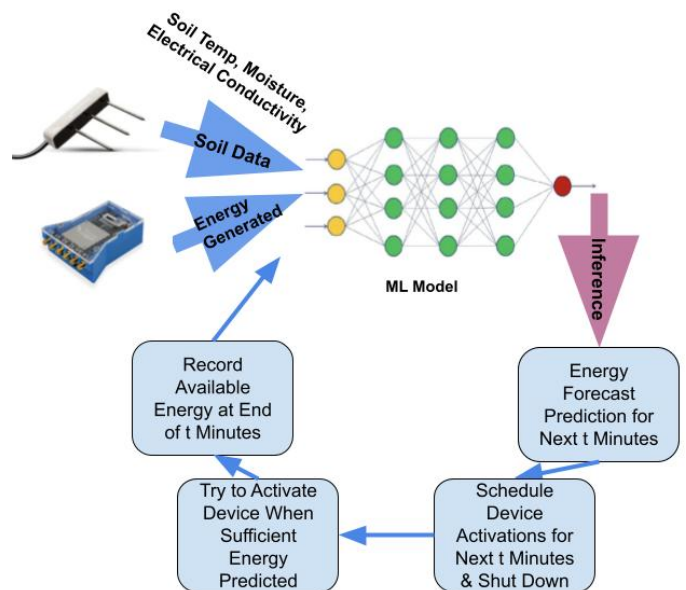 Soil Temp, Moisture,
Electrical Conductivity
Soil Data
Energy
Generated
ML Model
Inference
Energy
Forecast
Prediction for
Next t Minutes
Schedule
Device
Activations for
Next t Minutes
& Shut Down
Try to Activate
Device When
Sufficient
Energy
Predicted
Record
Available
Energy at End
of t Minutes